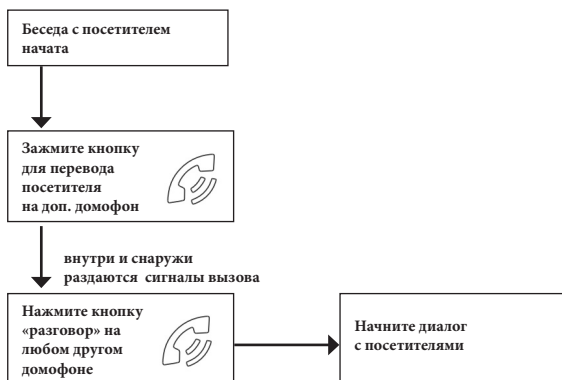 Беседа с посетителем
начата
Зажмите кнопку
для перевода
посетителя
на доп. домофон
внутри и снаружи
раздаются сигналы вызова
Нажмите кнопку
«разговор» на
любом другом
домофоне
Начните диалог
с посетителями